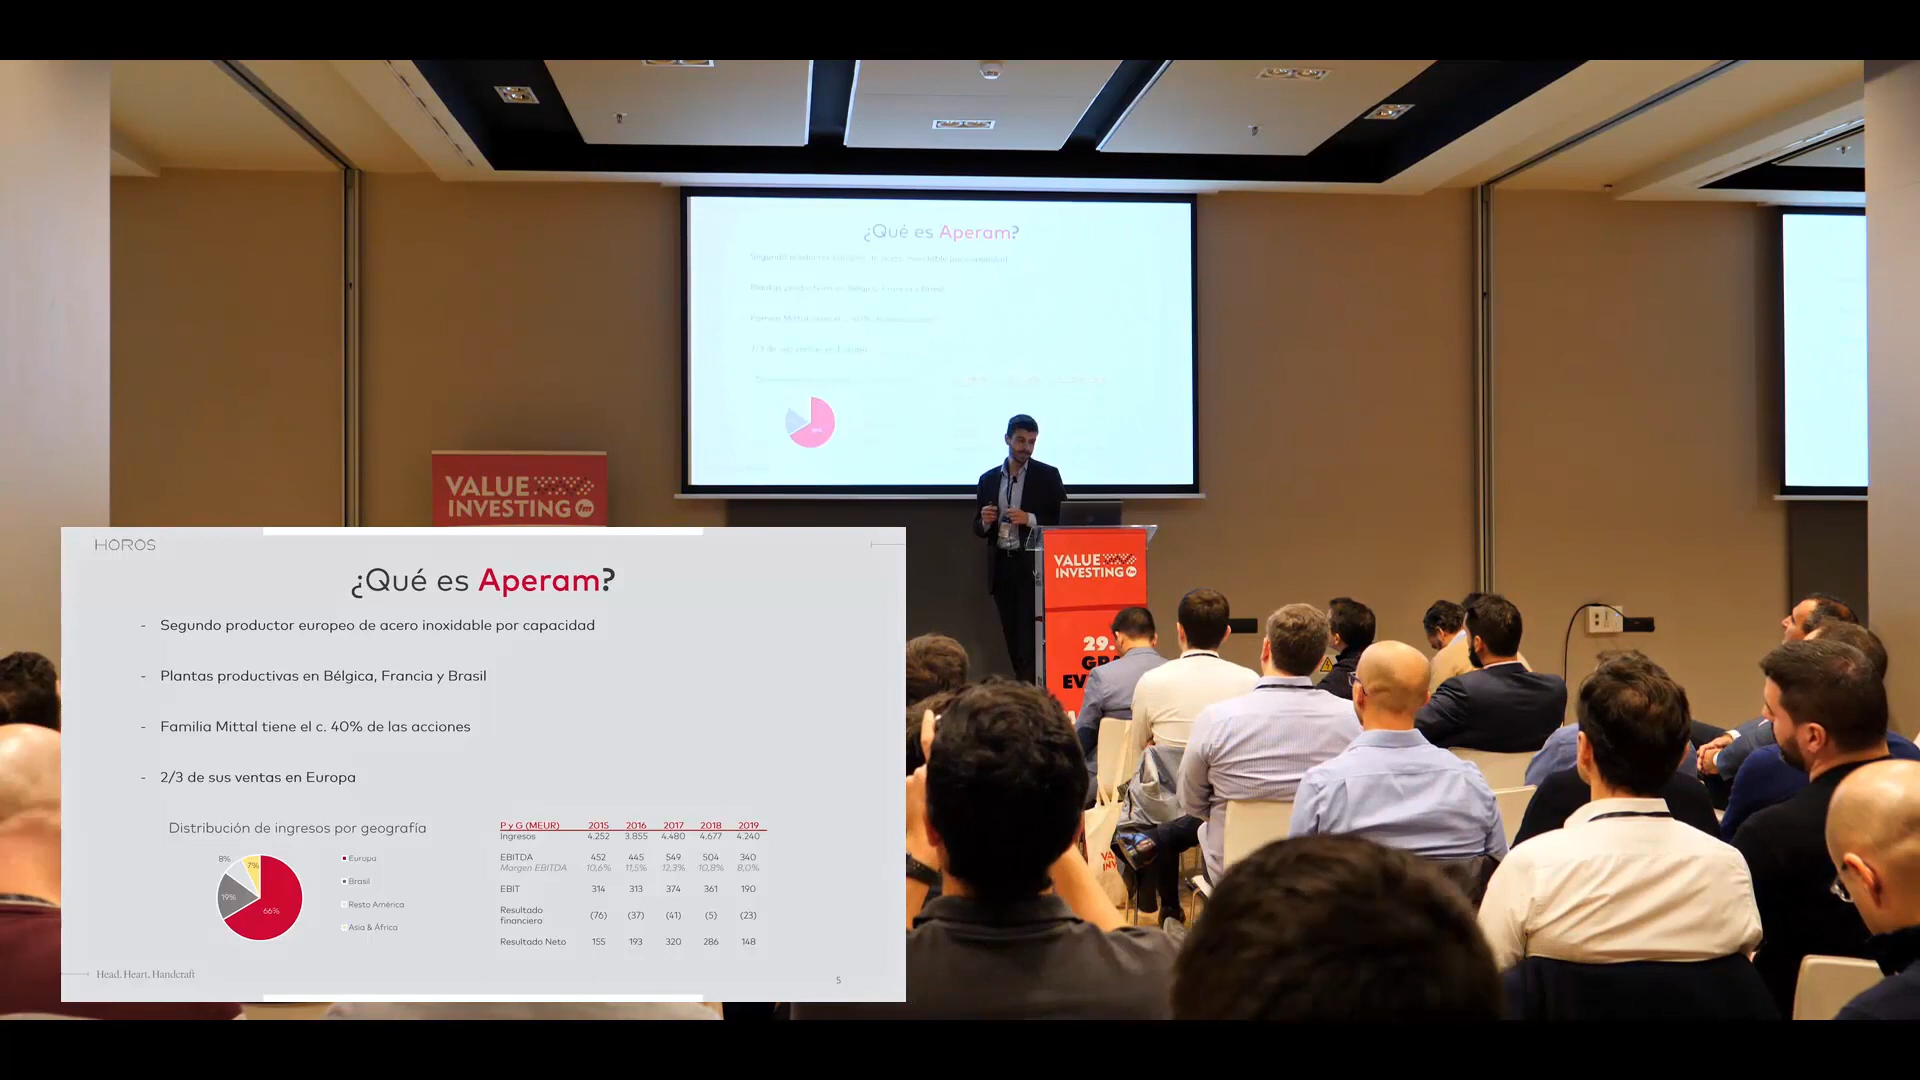 ¿Qué es Aperam?
VALUE
INVESTING fm
VALUE
INVESTING fm
29.
HOROS
¿Qué es Aperam?
- Segundo productor europeo de acero inoxidable por capacidad
- Plantas productivas en Bélgica, Francia y Brasil
- Familia Mittal tiene el c. 40% de las acciones
- 2/3 de sus ventas en Europa
Distribución de ingresos por geografía
8%
7%
19%
66%
Europa
Brasil
Resto América
Asia & África
P y G (MEUR) 2015 2016 2017 2018 2019
Ingresos 4.252 3.855 4.480 4.677 4.240
EBITDA 452 445 549 504 340
Margen EBITDA 10,6% 11,5% 12,3% 10,8% 8,0%
EBIT 314 313 374 361 190
Resultado
financiero (76) (37) (41) (5) (23)
Resultado Neto 155 193 320 286 148
Head. Heart. Handcraft
5